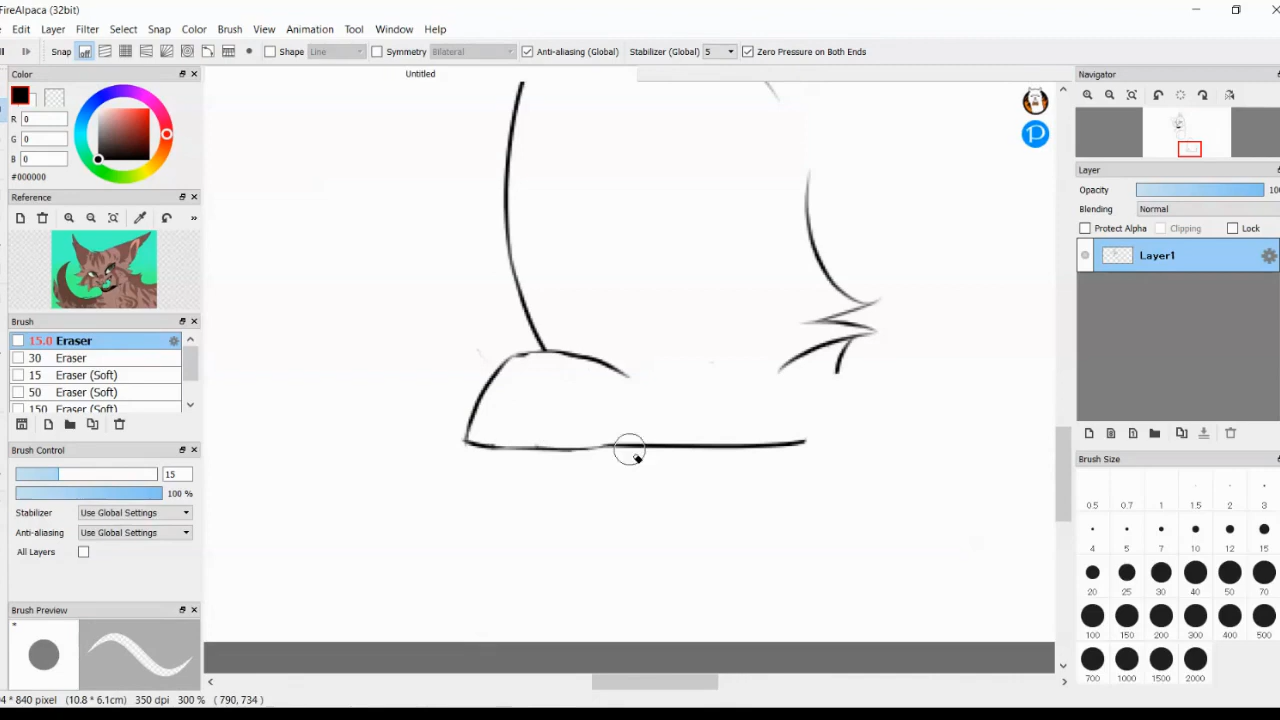 FireAlpaca (32bit)
Edit Layer Filter Select Snap Color Brush View Animation Tool Window Help
Snap off Shape Line Symmetry Bilateral Anti-aliasing (Global) Stabilizer (Global) 5 Zero Pressure on Both Ends
Color
Untitled
Navigator
R 0
G 0
B 0
#000000
Layer
Opacity 100
Reference
Blending Normal
Protect Alpha Clipping Lock
Layer1
Brush
15.0 Eraser
30 Eraser
15 Eraser (Soft)
50 Eraser (Soft)
150 Eraser (Soft)
Brush Control
Brush Size
15
100 %
0.5 0.7 1 1.5 2 3
Stabilizer Use Global Settings
Anti-aliasing Use Global Settings
4 5 7 10 12 15
All Layers
20 25 30 40 50 70
Brush Preview
100 150 200 300 400 500
700 1000 1500 2000
4 * 840 pixel (10.8 * 6.1cm) 350 dpi 300 % ( 790, 734 )